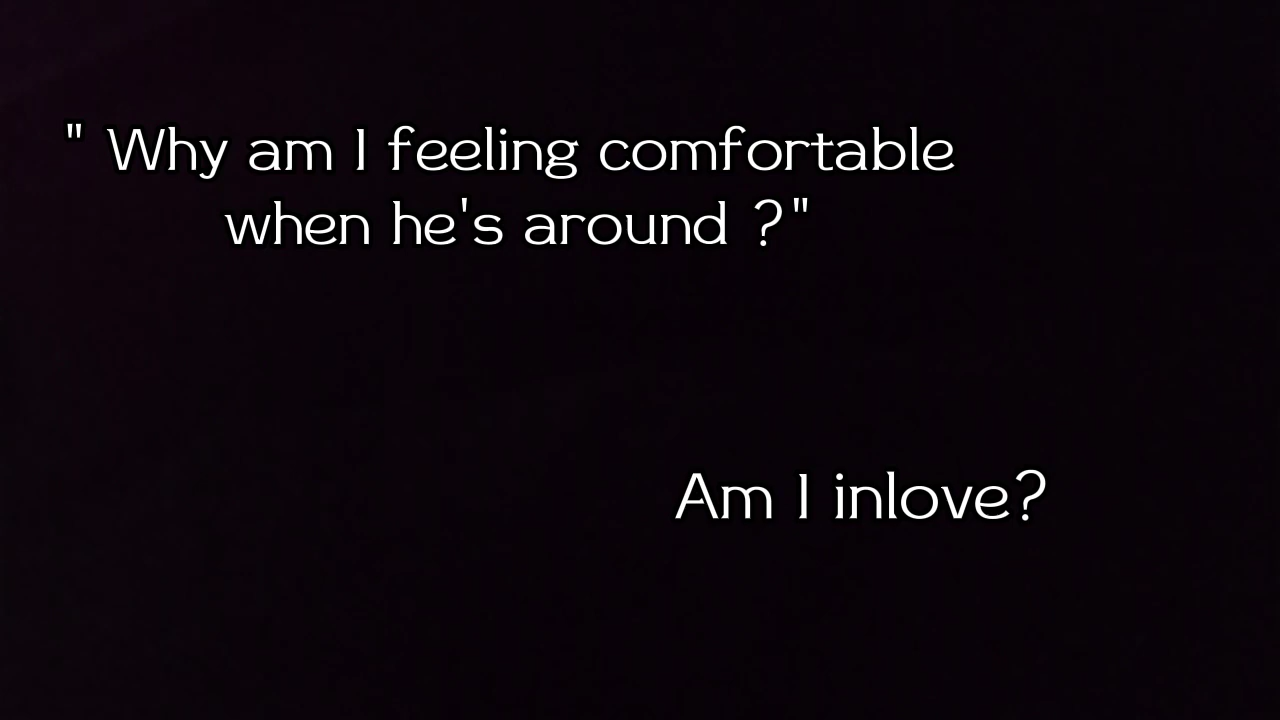 " Why am I feeling comfortable
when he's around ?"
Am I inlove?